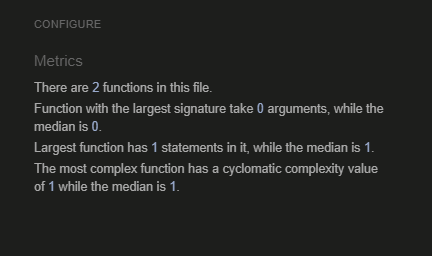 CONFIGURE
Metrics
There are 2 functions in this file.
Function with the largest signature take 0 arguments, while the
median is 0.
Largest function has 1 statements in it, while the median is 1.
The most complex function has a cyclomatic complexity value
of 1 while the median is 1.